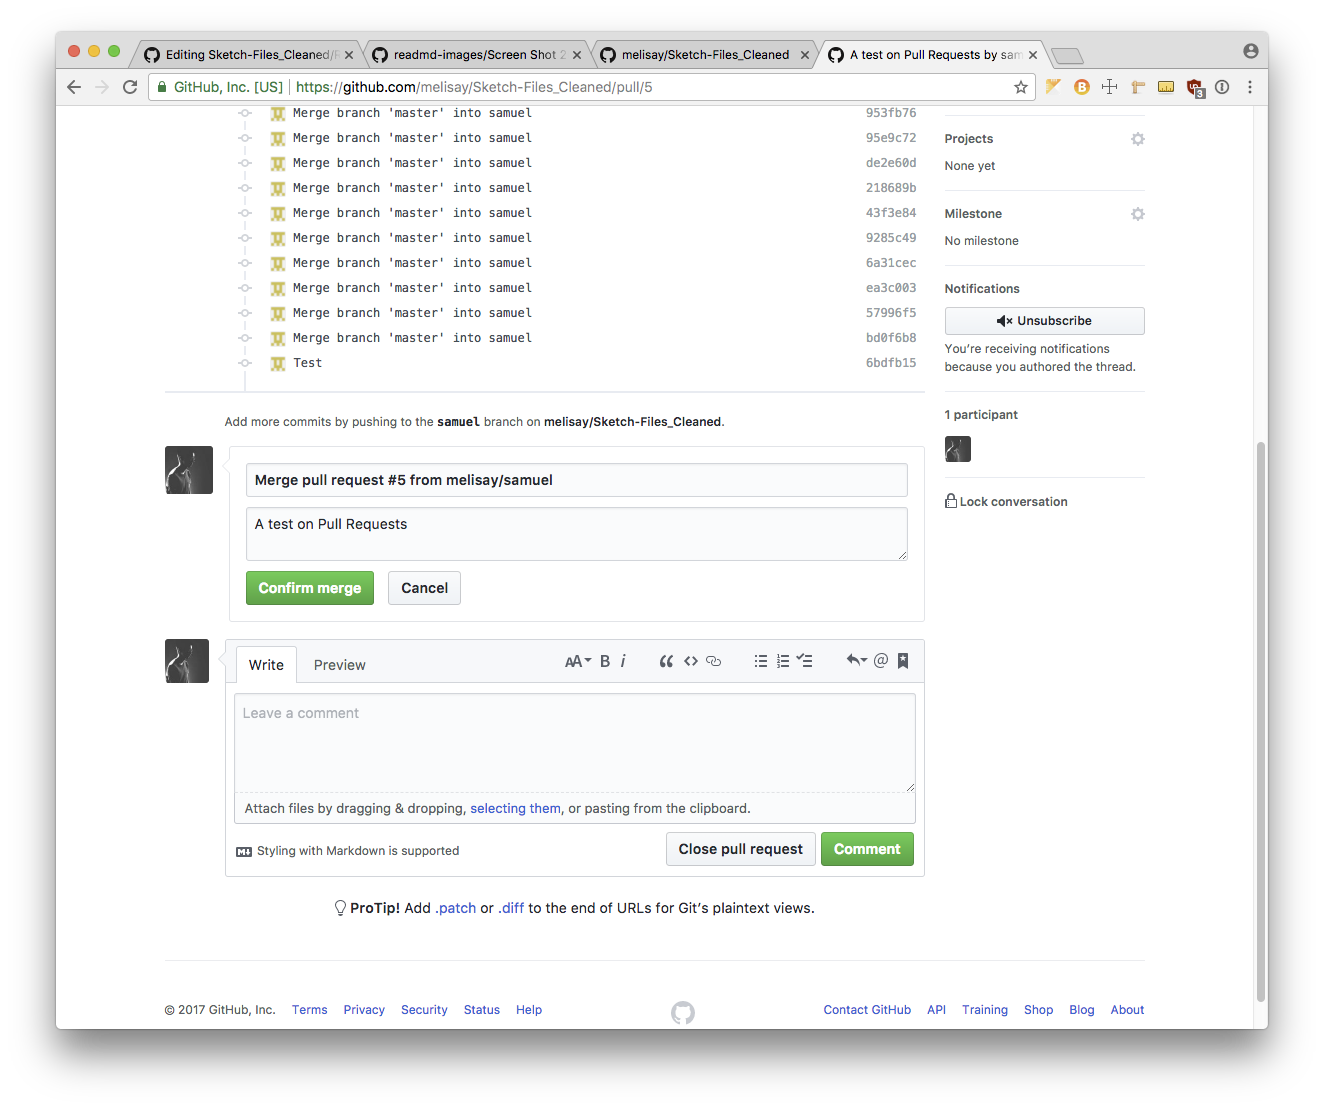 Editing Sketch-Files_Cleaned/
readmd-images/Screen Shot 2
melisay/Sketch-Files_Cleaned
A test on Pull Requests by sam
GitHub, Inc. [US] | https://github.com/melisay/Sketch-Files_Cleaned/pull/5
3
Merge branch 'master' into samuel 953fb76
Merge branch 'master' into samuel 95e9c72
Merge branch 'master' into samuel de2e60d
Merge branch 'master' into samuel 218689b
Merge branch 'master' into samuel 43f3e84
Merge branch 'master' into samuel 9285c49
Merge branch 'master' into samuel 6a31cec
Merge branch 'master' into samuel ea3c003
Merge branch 'master' into samuel 57996f5
Merge branch 'master' into samuel bd0f6b8
Test 6bdfb15
Projects
None yet
Milestone
No milestone
Notifications
Unsubscribe
You're receiving notifications
because you authored the thread.
1 participant
Lock conversation
Add more commits by pushing to the samuel branch on melisay/Sketch-Files_Cleaned.
Merge pull request #5 from melisay/samuel
A test on Pull Requests
Confirm merge Cancel
Write Preview AA B i @
Leave a comment
Attach files by dragging & dropping, selecting them, or pasting from the clipboard.
Styling with Markdown is supported
Close pull request Comment
ProTip! Add .patch or .diff to the end of URLs for Git's plaintext views.
© 2017 GitHub, Inc. Terms Privacy Security Status Help
Contact GitHub API Training Shop Blog About